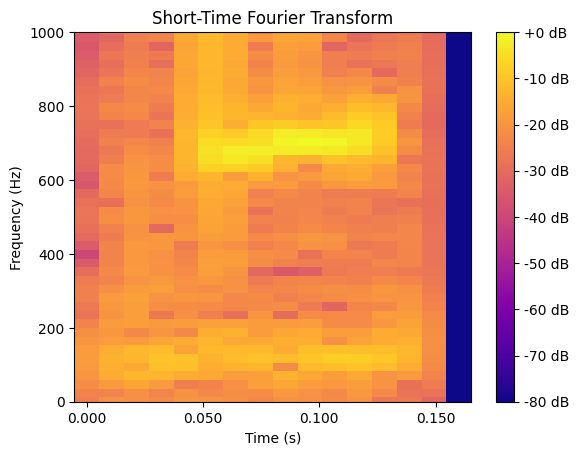 Short-Time Fourier Transform
1000
800
600
400
200
0
Frequency (Hz)
0.000
0.050
0.100
0.150
Time (s)
+0 dB
-10 dB
-20 dB
-30 dB
-40 dB
-50 dB
-60 dB
-70 dB
-80 dB